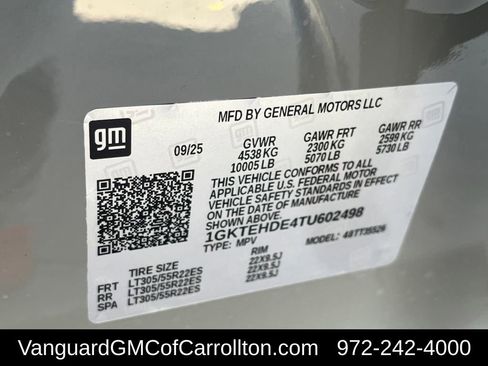 MFD BY GENERAL MOTORS LLC
gm
09/25 GVWR GAWR FRT GAWR RR
4538 KG 2300 KG 2599 KG
10005 LB 5070 LB 5730 LB
THIS VEHICLE CONFORMS TO ALL
APPLICABLE U.S. FEDERAL MOTOR
VEHICLE SAFETY STANDARDS IN EFFECT
ON THE DATE OF MANUFACTURE
SHOWN ABOVE.
1GKTEHDE4TU602498
TYPE: MPV MODEL: 48TT35526
TIRE SIZE RIM
FRT LT305/55R22ES 22X9.5J
RR LT305/55R22ES 22X9.5J
SPA LT305/55R22ES 22X9.5J
VanguardGMCofCarrollton.com 972-242-4000